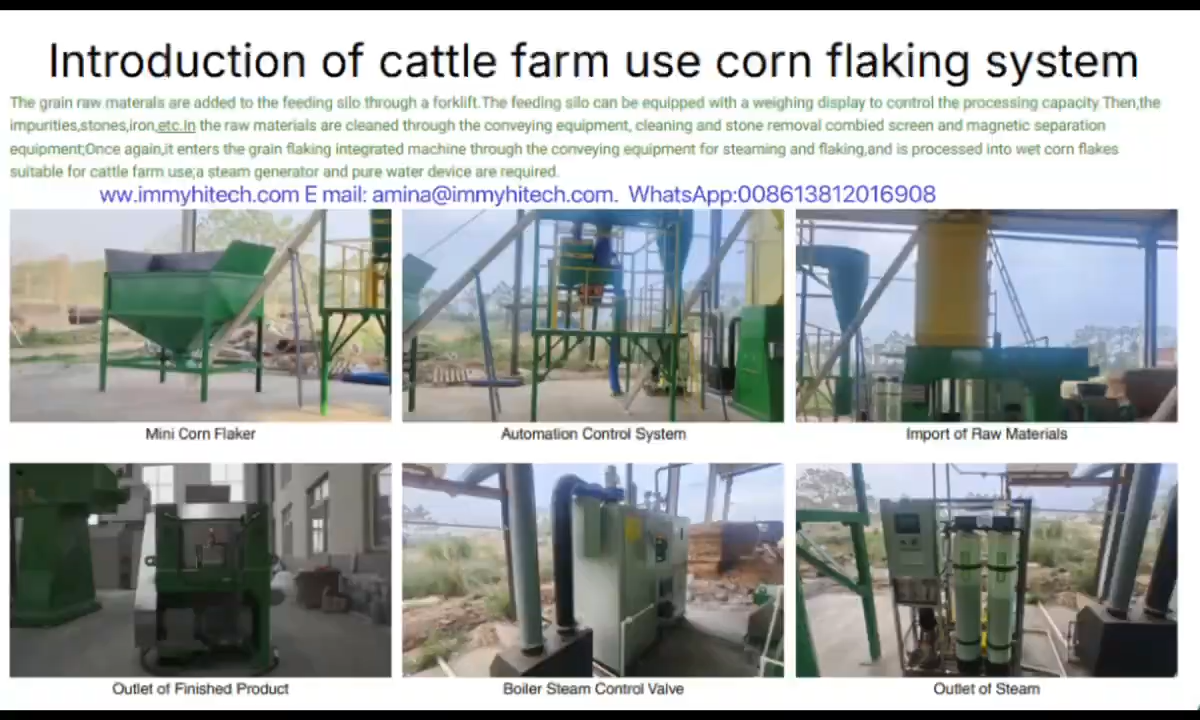 Introduction of cattle farm use corn flaking system
The grain raw materals are added to the feeding silo through a forklift.The feeding silo can be equipped with a weighing display to control the processing capacity.Then,the
impurities,stones,iron,etc.in the raw materials are cleaned through the conveying equipment, cleaning and stone removal combied screen and magnetic separation
equipment;Once again,it enters the grain flaking integrated machine through the conveying equipment for steaming and flaking,and is processed into wet corn flakes
suitable for cattle farm use;a steam generator and pure water device are required.
ww.immyhitech.com E mail: amina@immyhitech.com. WhatsApp:008613812016908
Mini Corn Flaker
Automation Control System
Import of Raw Materials
Outlet of Finished Product
Boiler Steam Control Valve
Outlet of Steam